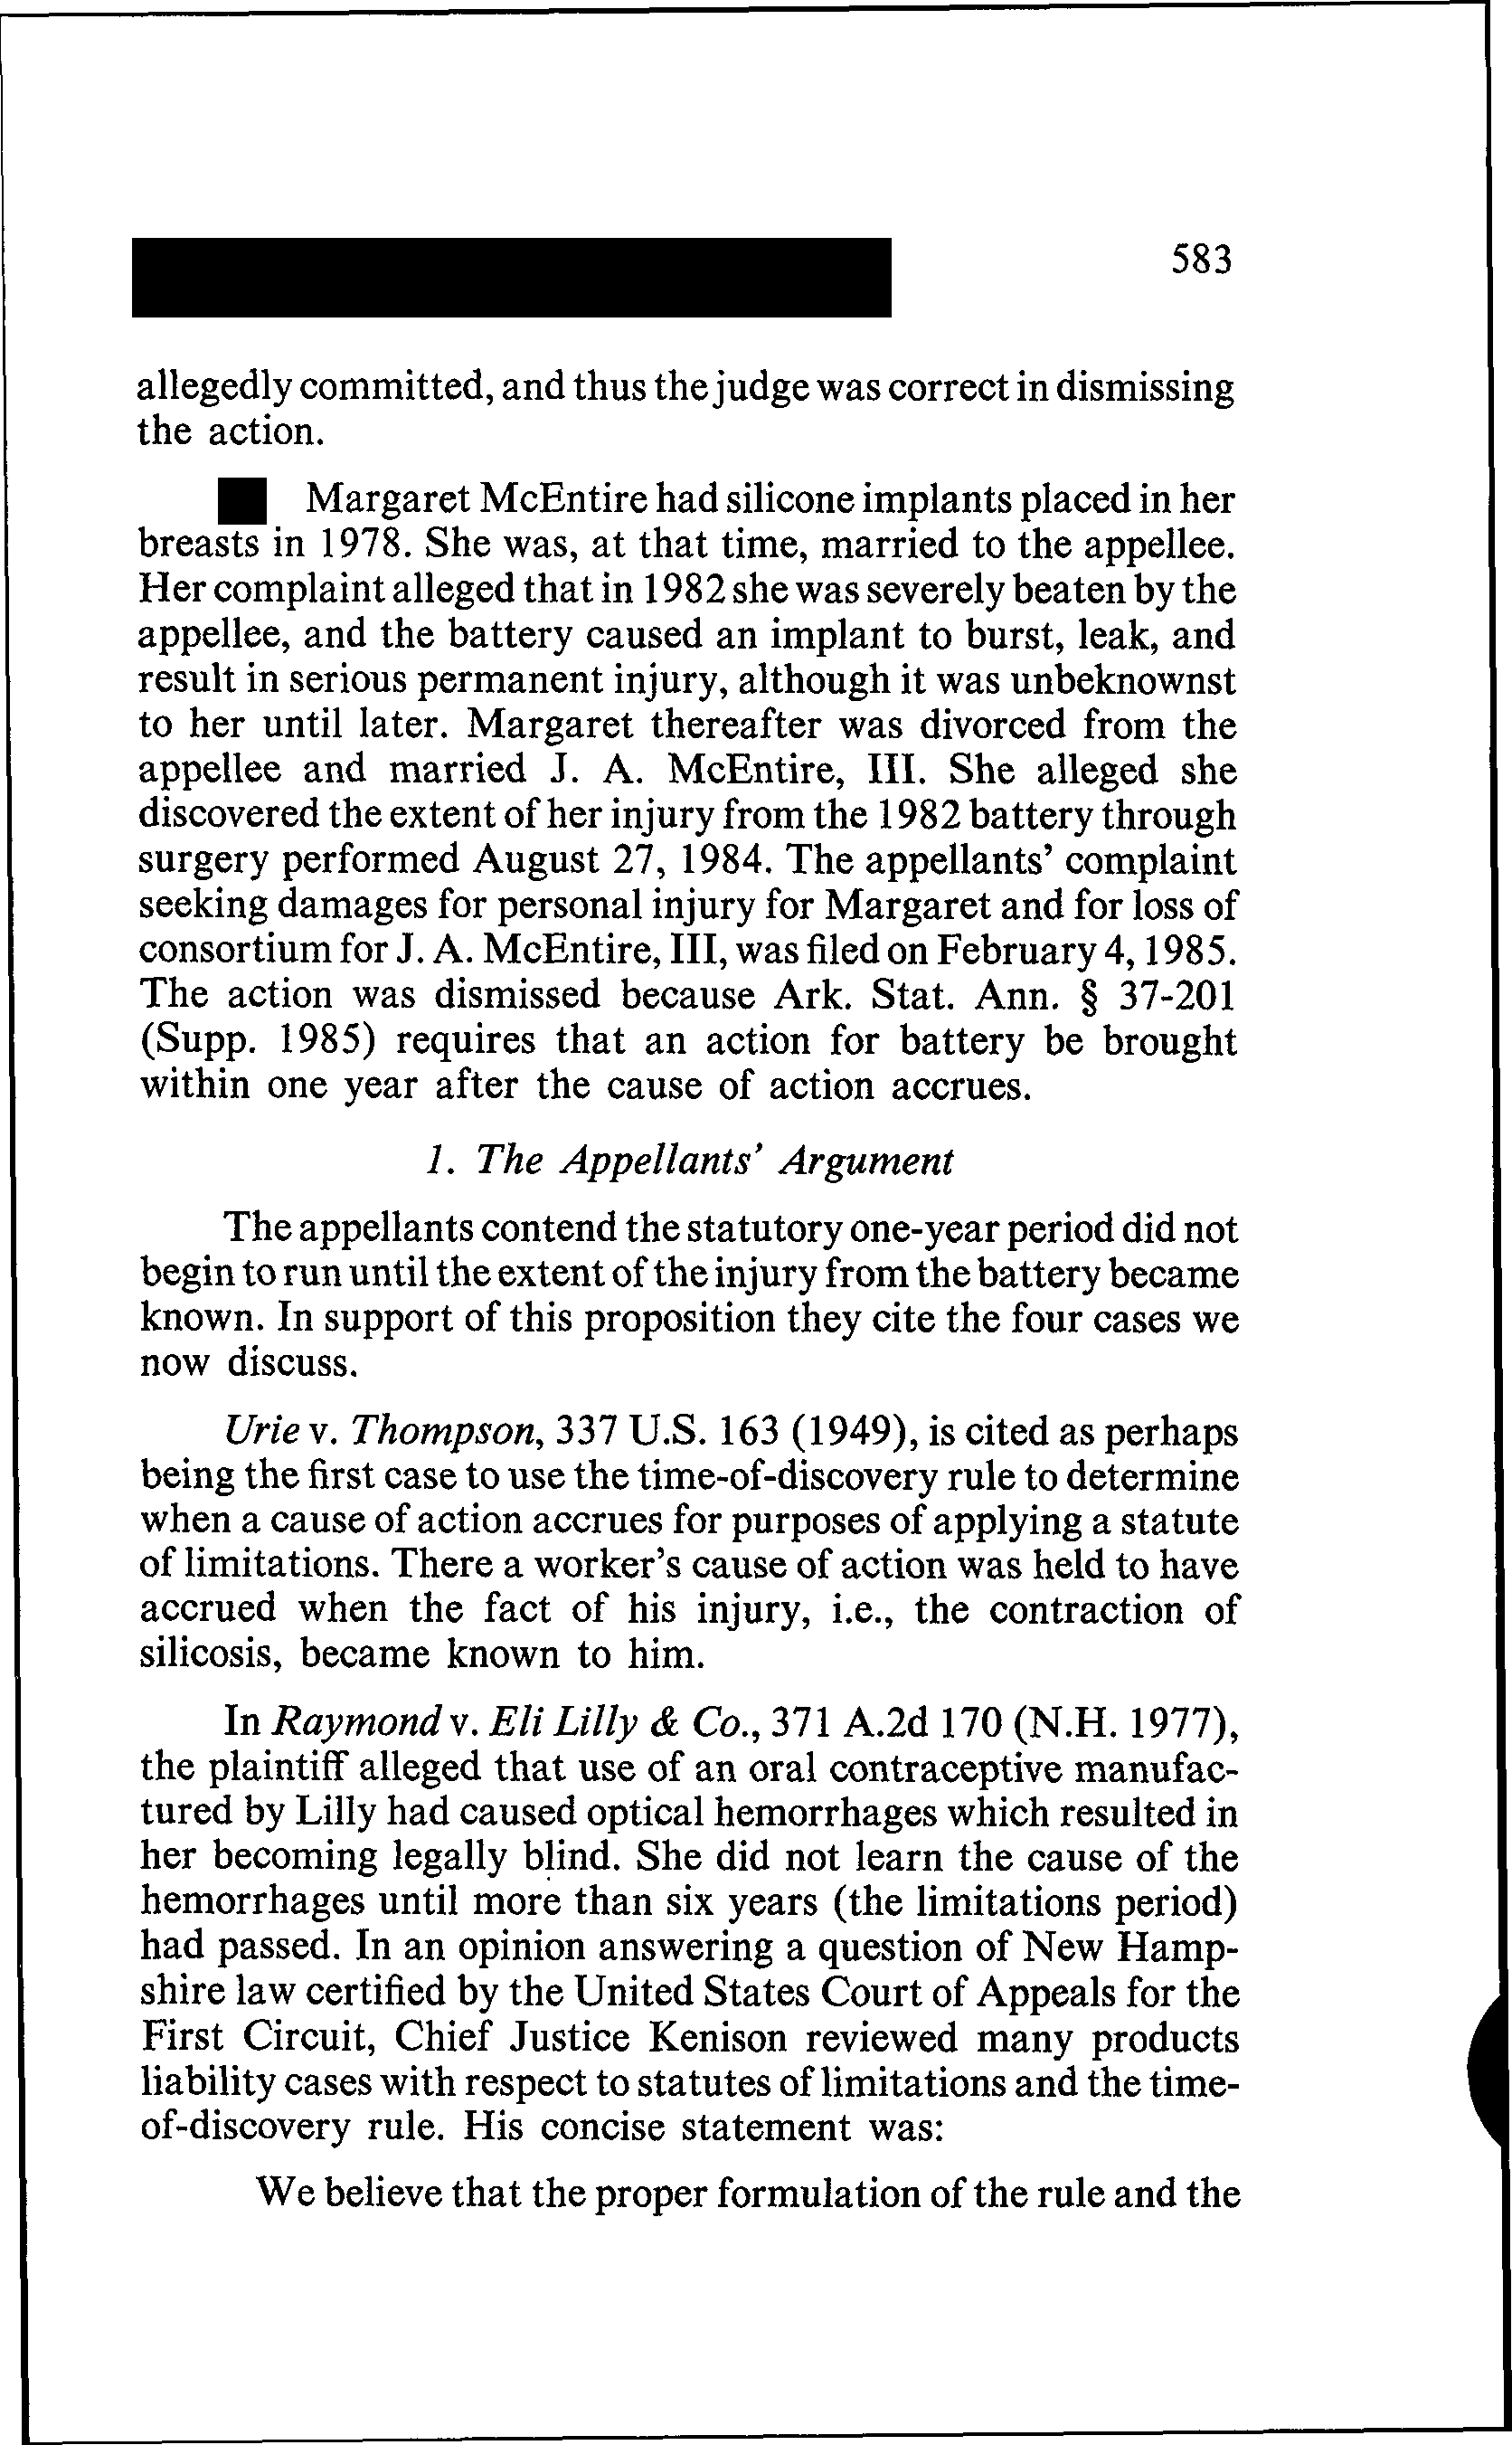 583
allegedly committed, and thus the judge was correct in dismissing
the action.
Margaret McEntire had silicone implants placed in her
breasts in 1978. She was, at that time, married to the appellee.
Her complaint alleged that in 1982 she was severely beaten by the
appellee, and the battery caused an implant to burst, leak, and
result in serious permanent injury, although it was unbeknownst
to her until later. Margaret thereafter was divorced from the
appellee and married J. A. McEntire, III. She alleged she
discovered the extent of her injury from the 1982 battery through
surgery performed August 27, 1984. The appellants' complaint
seeking damages for personal injury for Margaret and for loss of
consortium for J. A. McEntire, III, was filed on February 4, 1985.
The action was dismissed because Ark. Stat. Ann. § 37-201
(Supp. 1985) requires that an action for battery be brought
within one year after the cause of action accrues.
1. The Appellants' Argument
The appellants contend the statutory one-year period did not
begin to run until the extent of the injury from the battery became
known. In support of this proposition they cite the four cases we
now discuss.
Urie v. Thompson, 337 U.S. 163 (1949), is cited as perhaps
being the first case to use the time-of-discovery rule to determine
when a cause of action accrues for purposes of applying a statute
of limitations. There a worker's cause of action was held to have
accrued when the fact of his injury, i.e., the contraction of
silicosis, became known to him.
In Raymond v. Eli Lilly & Co., 371 A.2d 170 (N.H. 1977),
the plaintiff alleged that use of an oral contraceptive manufac-
tured by Lilly had caused optical hemorrhages which resulted in
her becoming legally blind. She did not learn the cause of the
hemorrhages until more than six years (the limitations period)
had passed. In an opinion answering a question of New Hamp-
shire law certified by the United States Court of Appeals for the
First Circuit, Chief Justice Kenison reviewed many products
liability cases with respect to statutes of limitations and the time-
of-discovery rule. His concise statement was:
We believe that the proper formulation of the rule and the